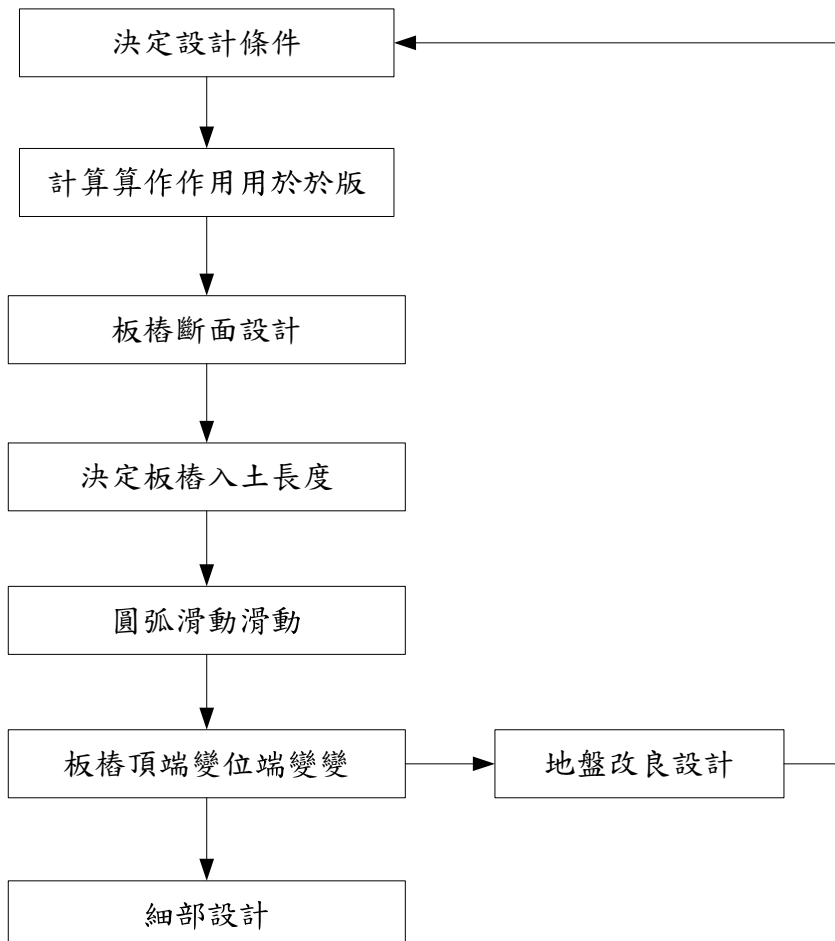 決定設計條件
計算算作作用用於於版
板樁斷面設計
決定板樁入土長度
圓弧滑動滑動
板樁頂端變位端變變
地盤改良設計
細部設計